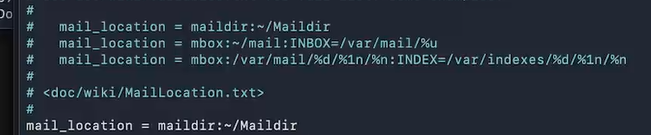 Do
#
#   mail_location = maildir:~/Maildir
#   mail_location = mbox:~/mail:INBOX=/var/mail/%u
#   mail_location = mbox:/var/mail/%d/%1n/%n:INDEX=/var/indexes/%d/%1n/%n
#
# <doc/wiki/MailLocation.txt>
#
mail_location = maildir:~/Maildir